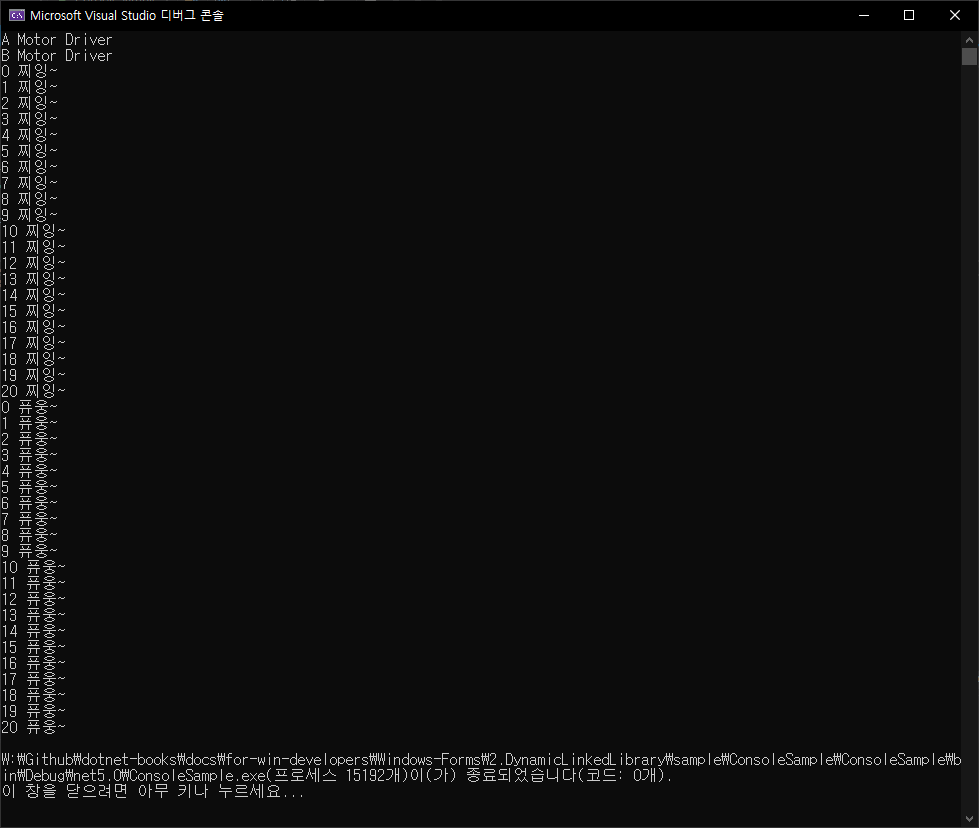 Microsoft Visual Studio 디버그 콘솔
A Motor Driver
B Motor Driver
0 찌잉~
1 찌잉~
2 찌잉~
3 찌잉~
4 찌잉~
5 찌잉~
6 찌잉~
7 찌잉~
8 찌잉~
9 찌잉~
10 찌잉~
11 찌잉~
12 찌잉~
13 찌잉~
14 찌잉~
15 찌잉~
16 찌잉~
17 찌잉~
18 찌잉~
19 찌잉~
20 찌잉~
0 퓨웅~
1 퓨웅~
2 퓨웅~
3 퓨웅~
4 퓨웅~
5 퓨웅~
6 퓨웅~
7 퓨웅~
8 퓨웅~
9 퓨웅~
10 퓨웅~
11 퓨웅~
12 퓨웅~
13 퓨웅~
14 퓨웅~
15 퓨웅~
16 퓨웅~
17 퓨웅~
18 퓨웅~
19 퓨웅~
20 퓨웅~
W:₩Github₩dotnet-books₩docs₩for-win-developers₩Windows-Forms₩2.DynamicLinkedLibrary₩sample₩ConsoleSample₩ConsoleSample₩b
in₩Debug₩net5.0₩ConsoleSample.exe(프로세스 15192개)이(가) 종료되었습니다(코드: 0개).
이 창을 닫으려면 아무 키나 누르세요...